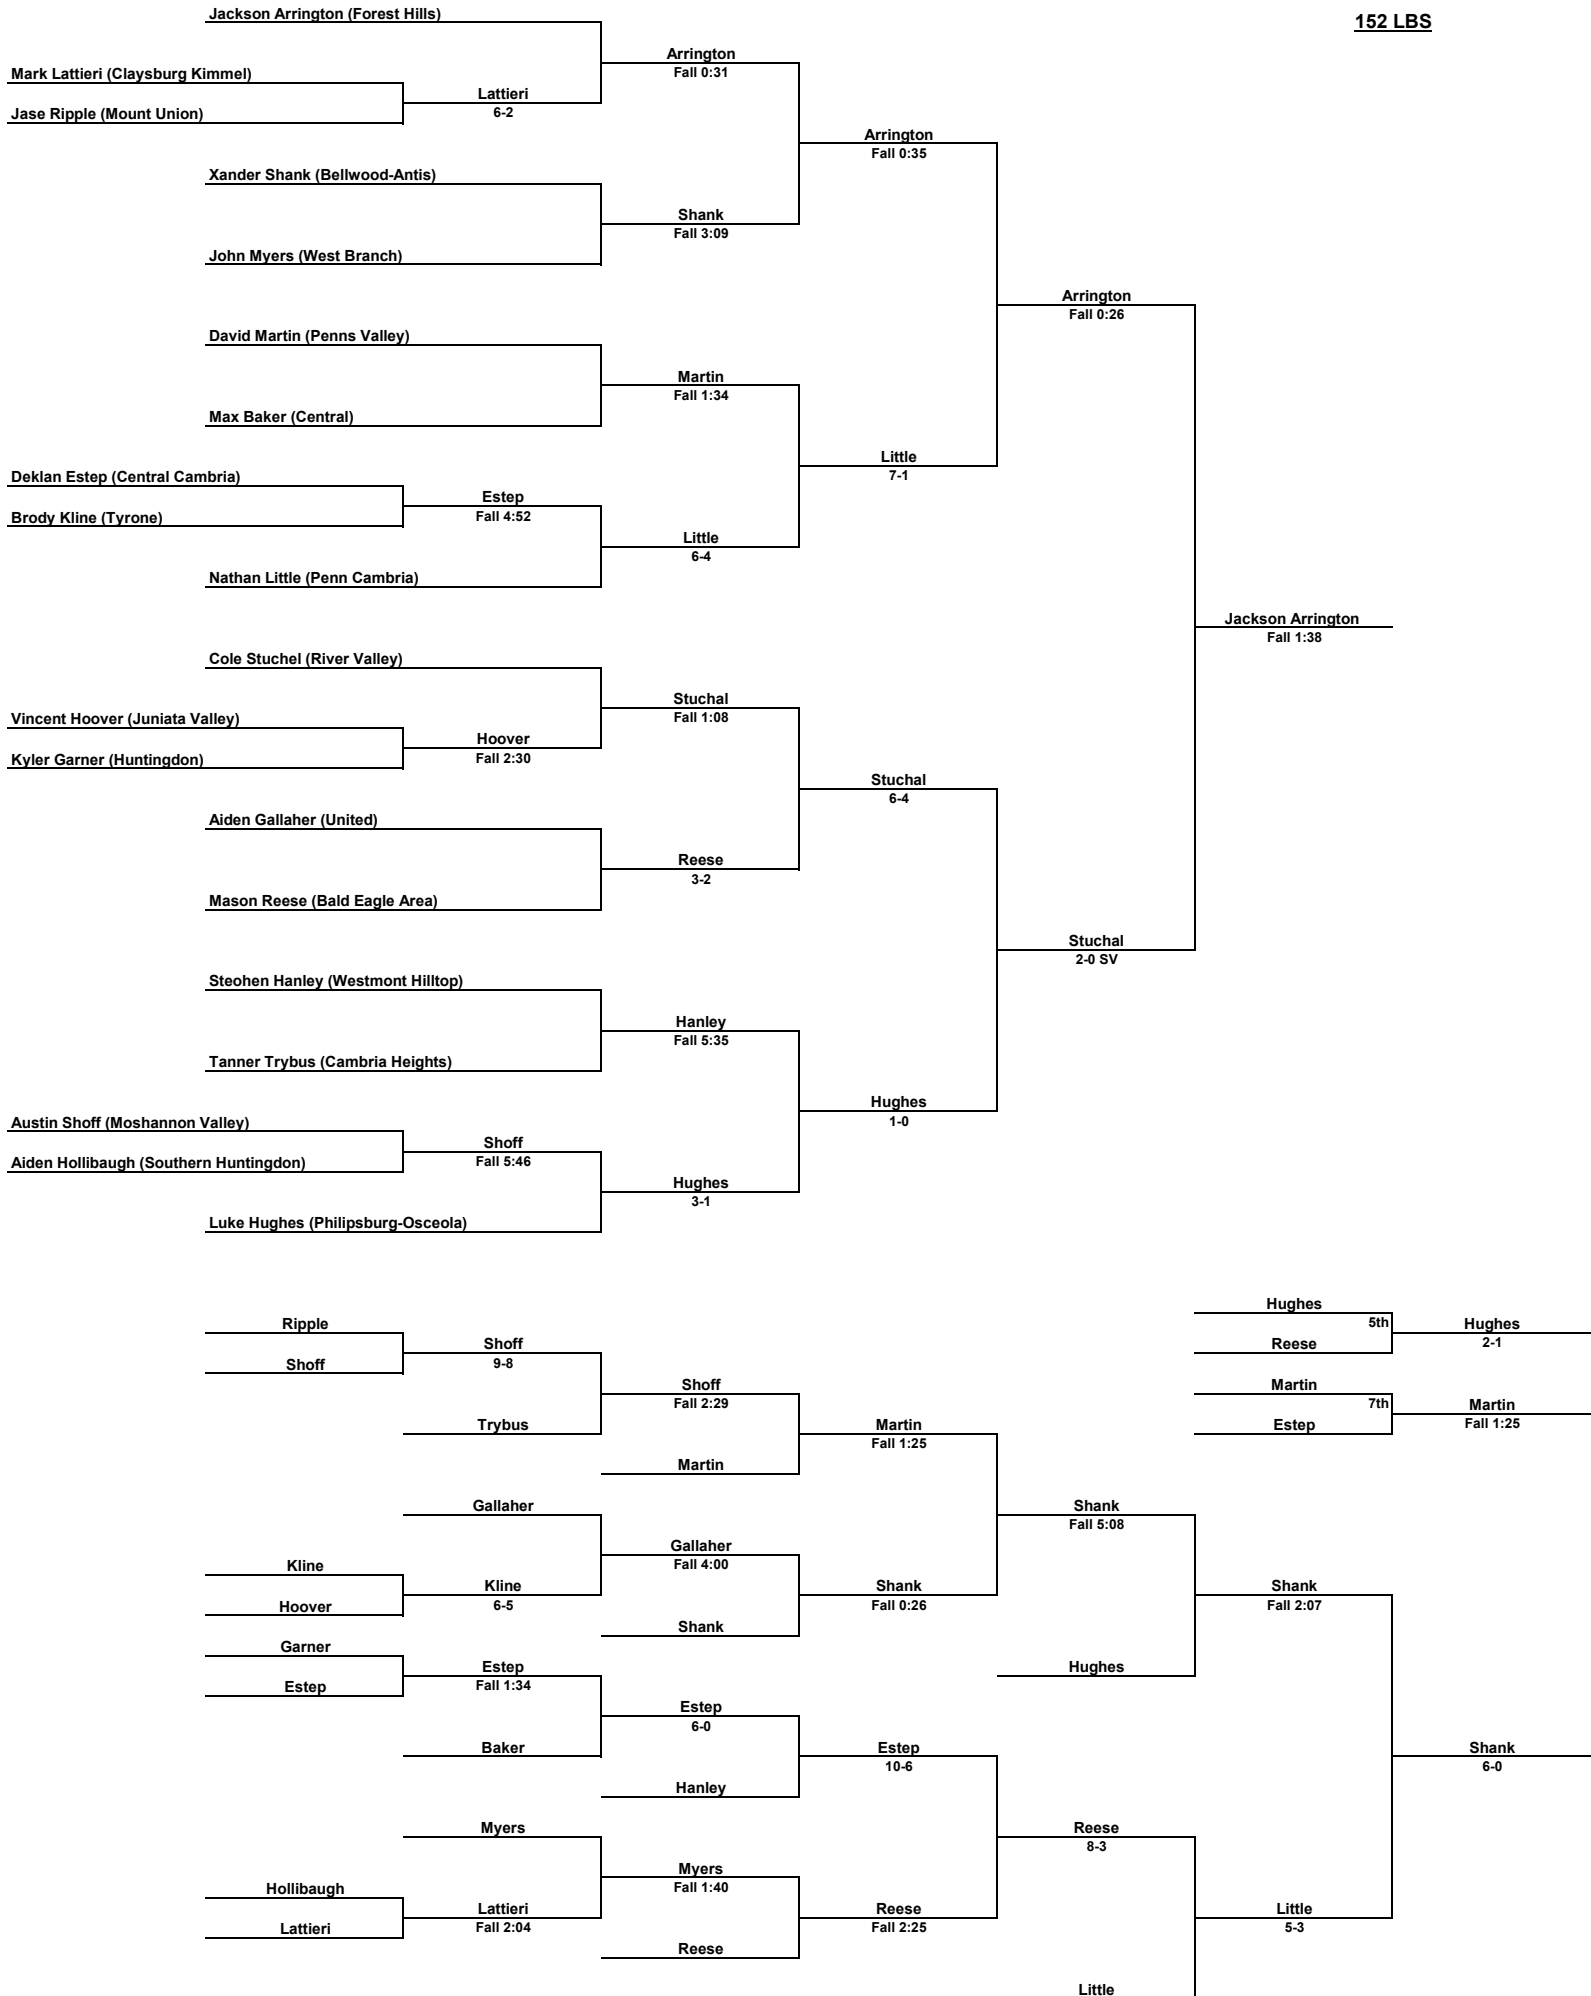 Jackson Arrington (Forest Hills)
152 LBS
Arrington
Fall 0:31
Mark Lattieri (Claysburg Kimmel)
Lattieri
6-2
Jase Ripple (Mount Union)
Arrington
Fall 0:35
Xander Shank (Bellwood-Antis)
Shank
Fall 3:09
John Myers (West Branch)
Arrington
Fall 0:26
David Martin (Penns Valley)
Martin
Fall 1:34
Max Baker (Central)
Little
7-1
Deklan Estep (Central Cambria)
Estep
Fall 4:52
Brody Kline (Tyrone)
Little
6-4
Nathan Little (Penn Cambria)
Jackson Arrington
Fall 1:38
Cole Stuchel (River Valley)
Stuchal
Fall 1:08
Vincent Hoover (Juniata Valley)
Hoover
Fall 2:30
Kyler Garner (Huntingdon)
Stuchal
6-4
Aiden Gallaher (United)
Reese
3-2
Mason Reese (Bald Eagle Area)
Stuchal
2-0 SV
Steohen Hanley (Westmont Hilltop)
Hanley
Fall 5:35
Tanner Trybus (Cambria Heights)
Hughes
1-0
Austin Shoff (Moshannon Valley)
Shoff
Fall 5:46
Aiden Hollibaugh (Southern Huntingdon)
Hughes
3-1
Luke Hughes (Philipsburg-Osceola)
Hughes
5th
Hughes
2-1
Reese
Ripple
Shoff
9-8
Shoff
Shoff
Fall 2:29
Martin
7th
Martin
Fall 1:25
Estep
Trybus
Martin
Fall 1:25
Martin
Gallaher
Shank
Fall 5:08
Gallaher
Fall 4:00
Kline
Kline
6-5
Hoover
Shank
Fall 0:26
Shank
Fall 2:07
Shank
Garner
Estep
Fall 1:34
Estep
Hughes
Estep
6-0
Baker
Estep
10-6
Shank
6-0
Hanley
Myers
Reese
8-3
Myers
Fall 1:40
Hollibaugh
Lattieri
Fall 2:04
Lattieri
Reese
Fall 2:25
Little
5-3
Reese
Little